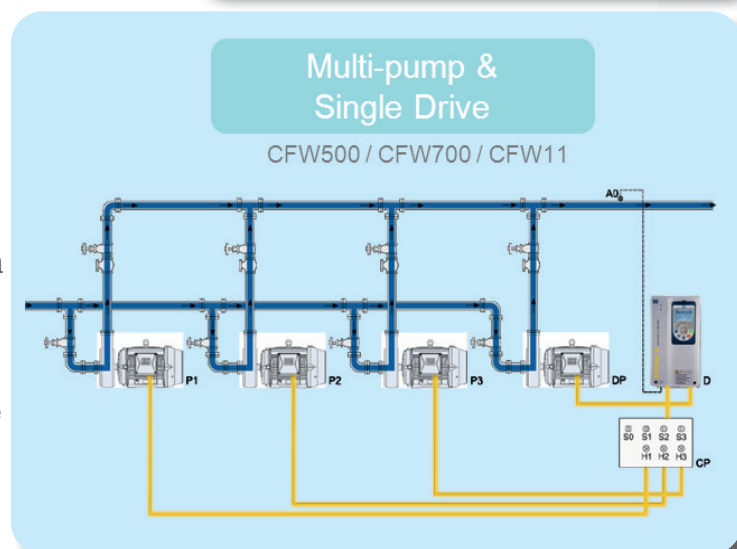 Multi-pump &
Single Drive
CFW500 / CFW700 / CFW11
A0
P1
P2
P3
DP
D
S0 S1 S2 S3
H1 H2 H3
CP